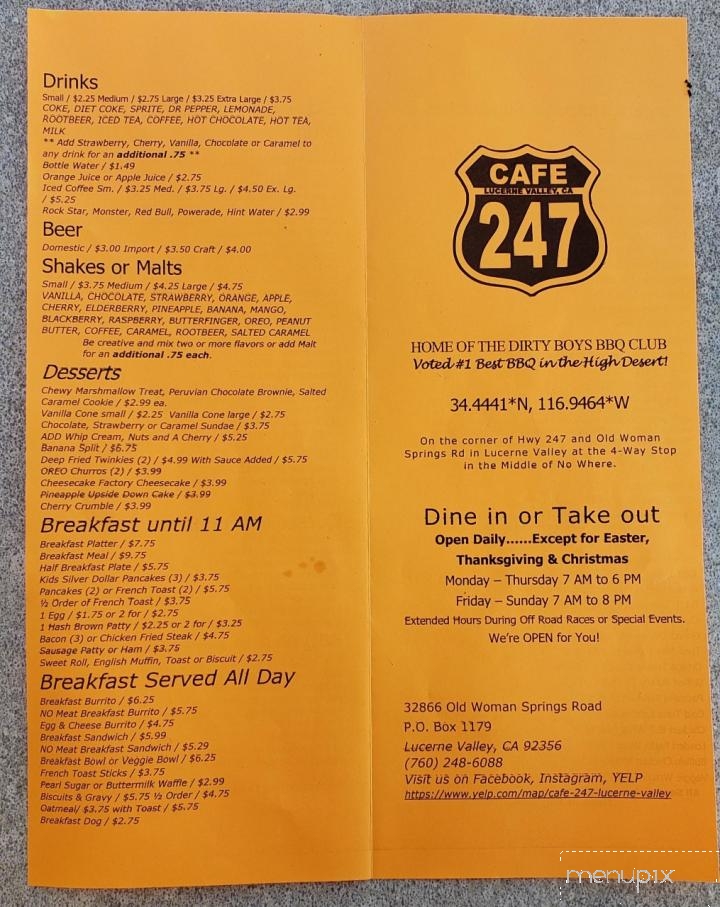 Drinks
Small / $2.25 Medium / $2.75 Large / $3.25 Extra Large / $3.75
COKE, DIET COKE, SPRITE, DR PEPPER, LEMONADE,
ROOTBEER, ICED TEA, COFFEE, HOT CHOCOLATE, HOT TEA,
MILK
** Add Strawberry, Cherry, Vanilla, Chocolate or Caramel to
any drink for an additional .75 **
Bottle Water / $1.49
Orange Juice or Apple Juice / $2.75
Iced Coffee Sm. / $3.25 Med. / $3.75 Lg. / $4.50 Ex. Lg.
/ $5.25
Rock Star, Monster, Red Bull, Powerade, Hint Water / $2.99
Beer
Domestic / $3.00 Import / $3.50 Craft / $4.00
Shakes or Malts
Small / $3.75 Medium / $4.25 Large / $4.75
VANILLA, CHOCOLATE, STRAWBERRY, ORANGE, APPLE,
CHERRY, ELDERBERRY, PINEAPPLE, BANANA, MANGO,
BLACKBERRY, RASPBERRY, BUTTERFINGER, OREO, PEANUT
BUTTER, COFFEE, CARAMEL, ROOTBEER, SALTED CARAMEL
Be creative and mix two or more flavors or add Malt
for an additional .75 each.
Desserts
Chewy Marshmallow Treat, Peruvian Chocolate Brownie, Salted
Caramel Cookie / $2.99 ea.
Vanilla Cone small / $2.25 Vanilla Cone large / $2.75
Chocolate, Strawberry or Caramel Sundae / $3.75
ADD Whip Cream, Nuts and A Cherry / $5.25
Banana Split / $6.75
Deep Fried Twinkies (2) / $4.99 With Sauce Added / $5.75
OREO Churros (2) / $3.99
Cheesecake Factory Cheesecake / $3.99
Pineapple Upside Down Cake / $3.99
Cherry Crumble / $3.99
Breakfast until 11 AM
Breakfast Platter / $7.75
Breakfast Meal / $9.75
Half Breakfast Plate / $5.75
Kids Silver Dollar Pancakes (3) / $3.75
Pancakes (2) or French Toast (2) / $5.75
½ Order of French Toast / $3.75
1 Egg / $1.75 or 2 for / $2.75
1 Hash Brown Patty / $2.25 or 2 for / $3.25
Bacon (3) or Chicken Fried Steak / $4.75
Sausage Patty or Ham / $3.75
Sweet Roll, English Muffin, Toast or Biscuit / $2.75
Breakfast Served All Day
Breakfast Burrito / $6.25
NO Meat Breakfast Burrito / $5.75
Egg & Cheese Burrito / $4.75
Breakfast Sandwich / $5.99
NO Meat Breakfast Sandwich / $5.29
Breakfast Bowl or Veggie Bowl / $6.25
French Toast Sticks / $3.75
Pearl Sugar or Buttermilk Waffle / $2.99
Biscuits & Gravy / $5.75 ½ Order / $4.75
Oatmeal/ $3.75 with Toast / $5.75
Breakfast Dog / $2.75
CAFE
LUCERNE VALLEY, CA
247
HOME OF THE DIRTY BOYS BBQ CLUB
Voted #1 Best BBQ in the High Desert!
34.4441*N, 116.9464*W
On the corner of Hwy 247 and Old Woman
Springs Rd in Lucerne Valley at the 4-Way Stop
in the Middle of No Where.
Dine in or Take out
Open Daily......Except for Easter,
Thanksgiving & Christmas
Monday – Thursday 7 AM to 6 PM
Friday – Sunday 7 AM to 8 PM
Extended Hours During Off Road Races or Special Events.
We're OPEN for You!
32866 Old Woman Springs Road
P.O. Box 1179
Lucerne Valley, CA 92356
(760) 248-6088
Visit us on Facebook, Instagram, YELP
https://www.yelp.com/map/cafe-247-lucerne-valley
menupix